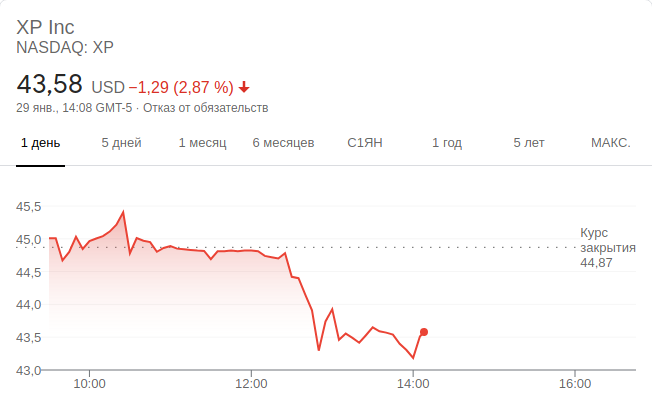 XP Inc
NASDAQ: XP
43,58 USD −1,29 (2,87 %)
29 янв., 14:08 GMT-5 · Отказ от обязательств
1 день 5 дней 1 месяц 6 месяцев С1ЯН 1 год 5 лет МАКС.
45,5
45,0
44,5
44,0
43,5
43,0
Курс
закрытия
44,87
10:00 12:00 14:00 16:00